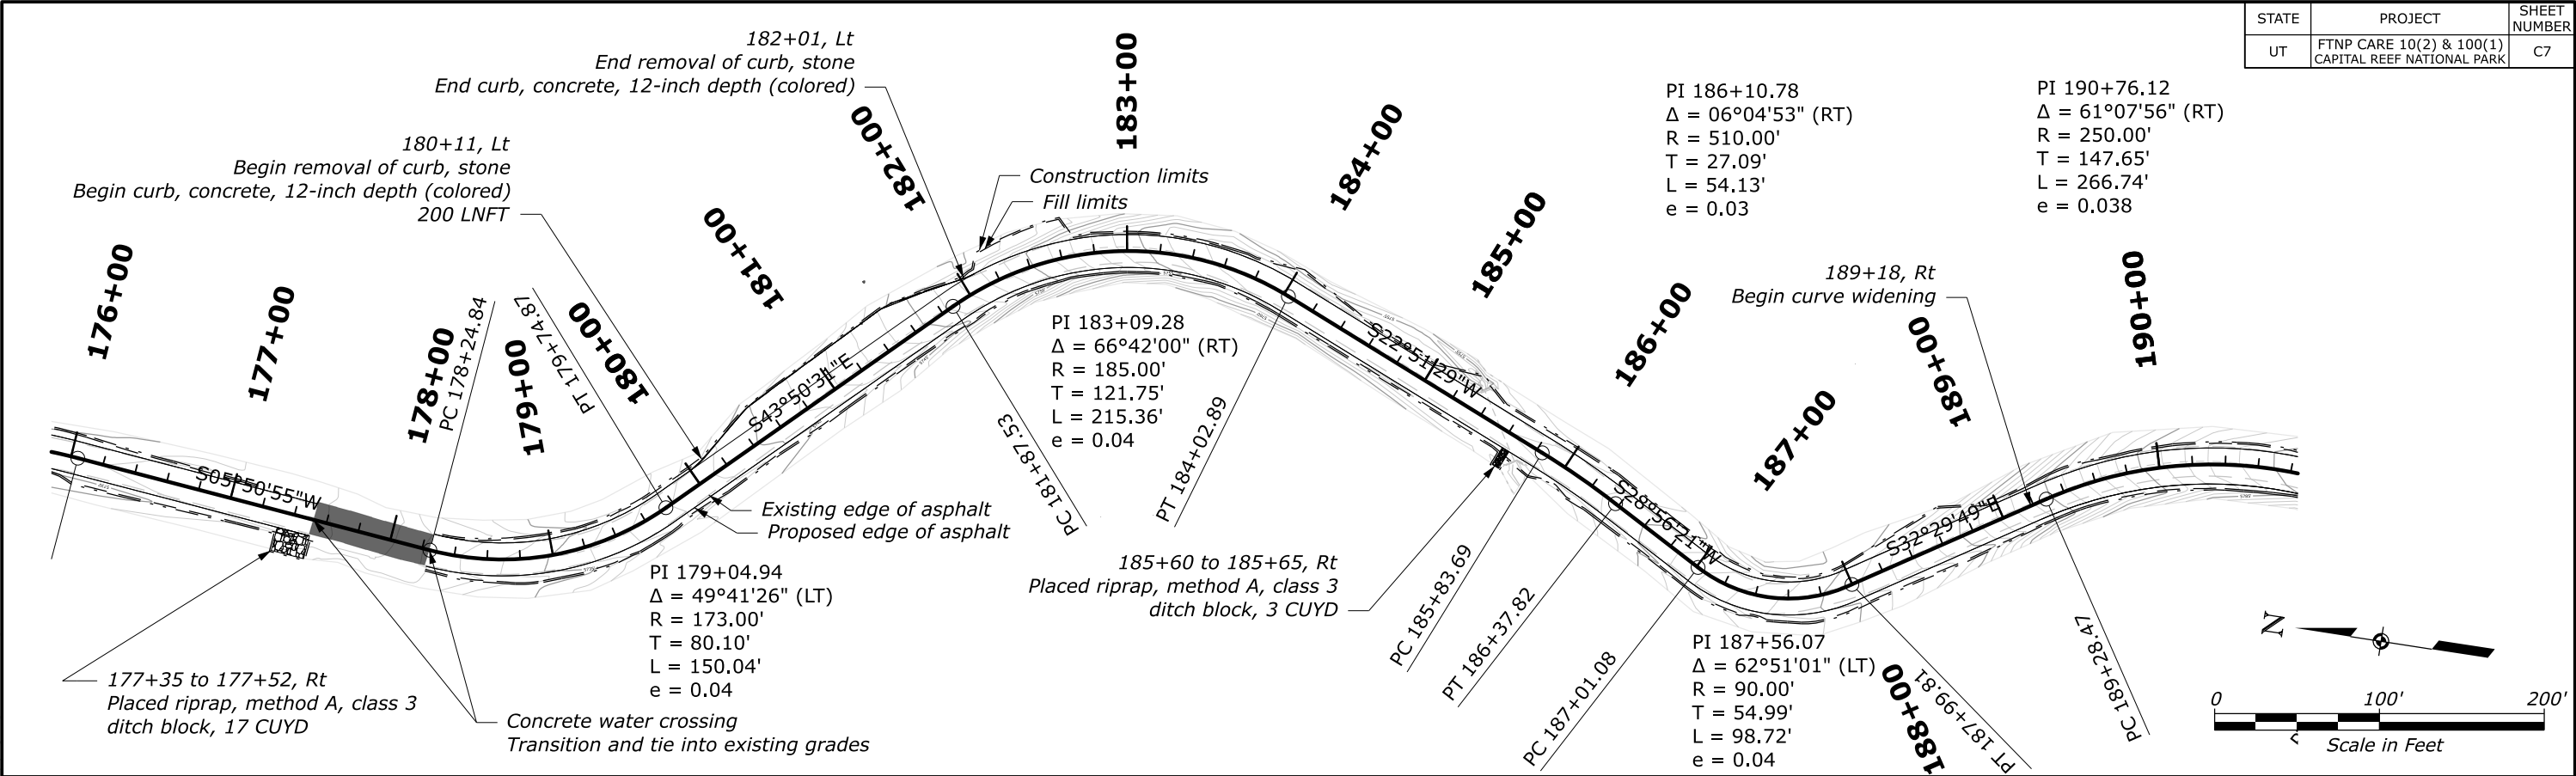 STATE
PROJECT
SHEET
NUMBER
UT
FTNP CARE 10(2) & 100(1)
CAPITAL REEF NATIONAL PARK
C7
182+01, Lt
End removal of curb, stone
End curb, concrete, 12-inch depth (colored)
180+11, Lt
Begin removal of curb, stone
Begin curb, concrete, 12-inch depth (colored)
200 LNFT
Construction limits
Fill limits
PI 186+10.78
Δ = 06°04'53" (RT)
R = 510.00'
T = 27.09'
L = 54.13'
e = 0.03
PI 190+76.12
Δ = 61°07'56" (RT)
R = 250.00'
T = 147.65'
L = 266.74'
e = 0.038
189+18, Rt
Begin curve widening
176+00
177+00
178+00
PC 178+24.84
179+00
PT 179+74.87
180+00
181+00
182+00
183+00
184+00
185+00
186+00
187+00
188+00
189+00
190+00
S05°50'55"W
S43°50'31"E
S22°51'29"W
S28°56'21"W
S32°29'49"E
PI 183+09.28
Δ = 66°42'00" (RT)
R = 185.00'
T = 121.75'
L = 215.36'
e = 0.04
PC 181+87.53
PT 184+02.89
Existing edge of asphalt
Proposed edge of asphalt
PI 179+04.94
Δ = 49°41'26" (LT)
R = 173.00'
T = 80.10'
L = 150.04'
e = 0.04
185+60 to 185+65, Rt
Placed riprap, method A, class 3
ditch block, 3 CUYD
PC 185+83.69
PT 186+37.82
PC 187+01.08
PI 187+56.07
Δ = 62°51'01" (LT)
R = 90.00'
T = 54.99'
L = 98.72'
e = 0.04
PT 187+99.81
PC 189+28.47
177+35 to 177+52, Rt
Placed riprap, method A, class 3
ditch block, 17 CUYD
Concrete water crossing
Transition and tie into existing grades
N
0 100' 200'
Scale in Feet